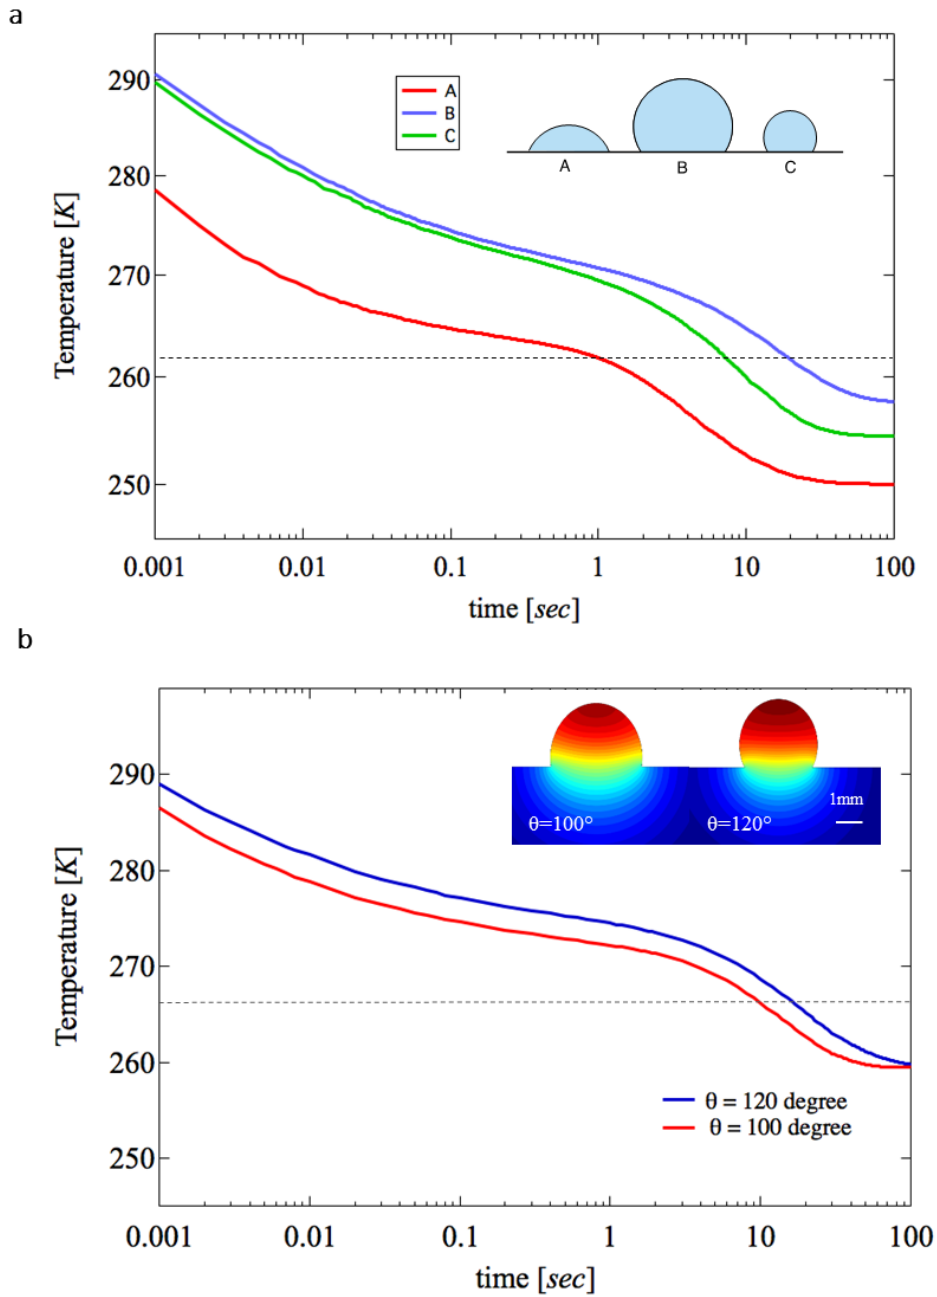 a
290
280
270
260
250
Temperature [K]
A
B
C
A
B
C
0.001
0.01
0.1
1
10
100
time [sec]
b
290
280
270
260
250
Temperature [K]
θ=100°
θ=120°
1mm
θ = 120 degree
θ = 100 degree
0.001
0.01
0.1
1
10
100
time [sec]